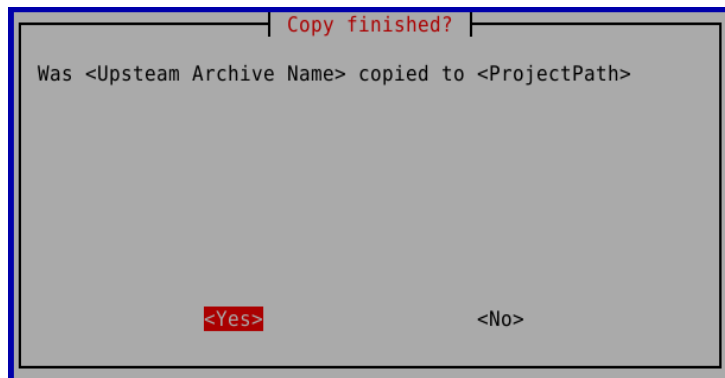 Copy finished?
Was <Upsteam Archive Name> copied to <ProjectPath>
<Yes> <No>